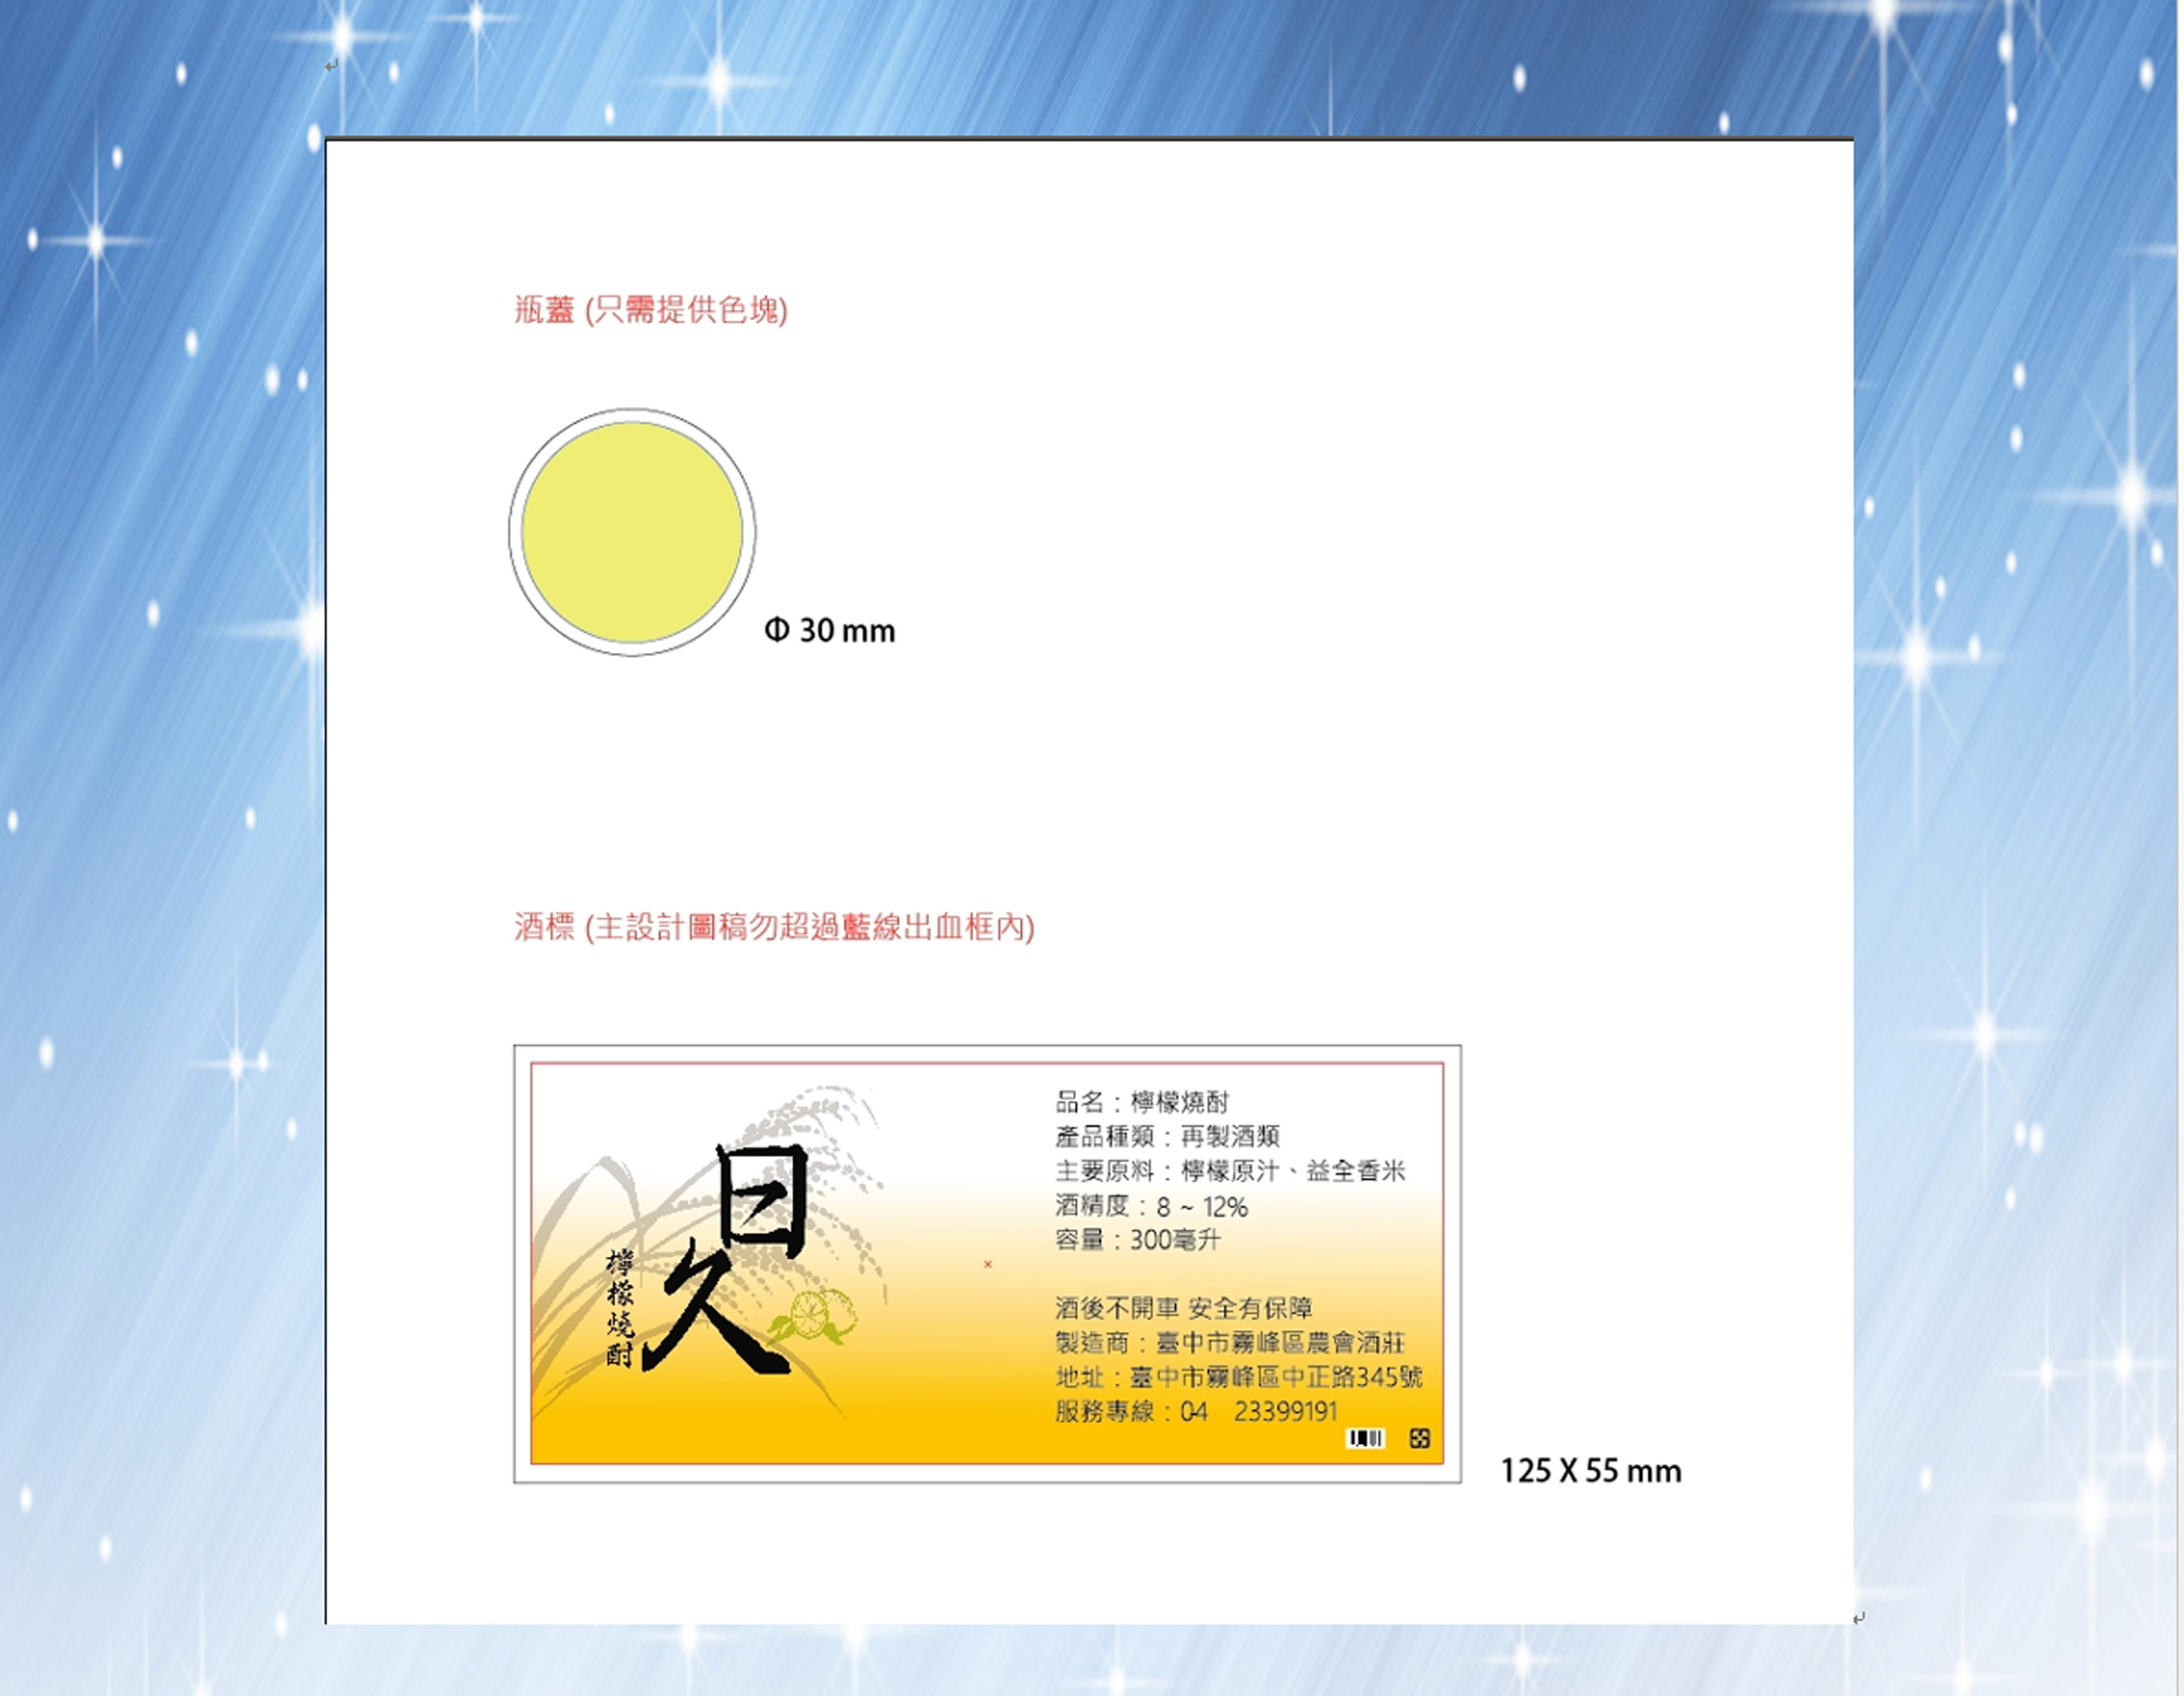 瓶蓋 (只需提供色塊)
Φ 30 mm
酒標 (主設計圖稿勿超過藍線出血框內)
日久
檸檬燒酎
品名：檸檬燒酎
產品種類：再製酒類
主要原料：檸檬原汁、益全香米
酒精度：8 ~ 12%
容量：300毫升
酒後不開車 安全有保障
製造商：臺中市霧峰區農會酒莊
地址：臺中市霧峰區中正路345號
服務專線：04　23399191
125 X 55 mm